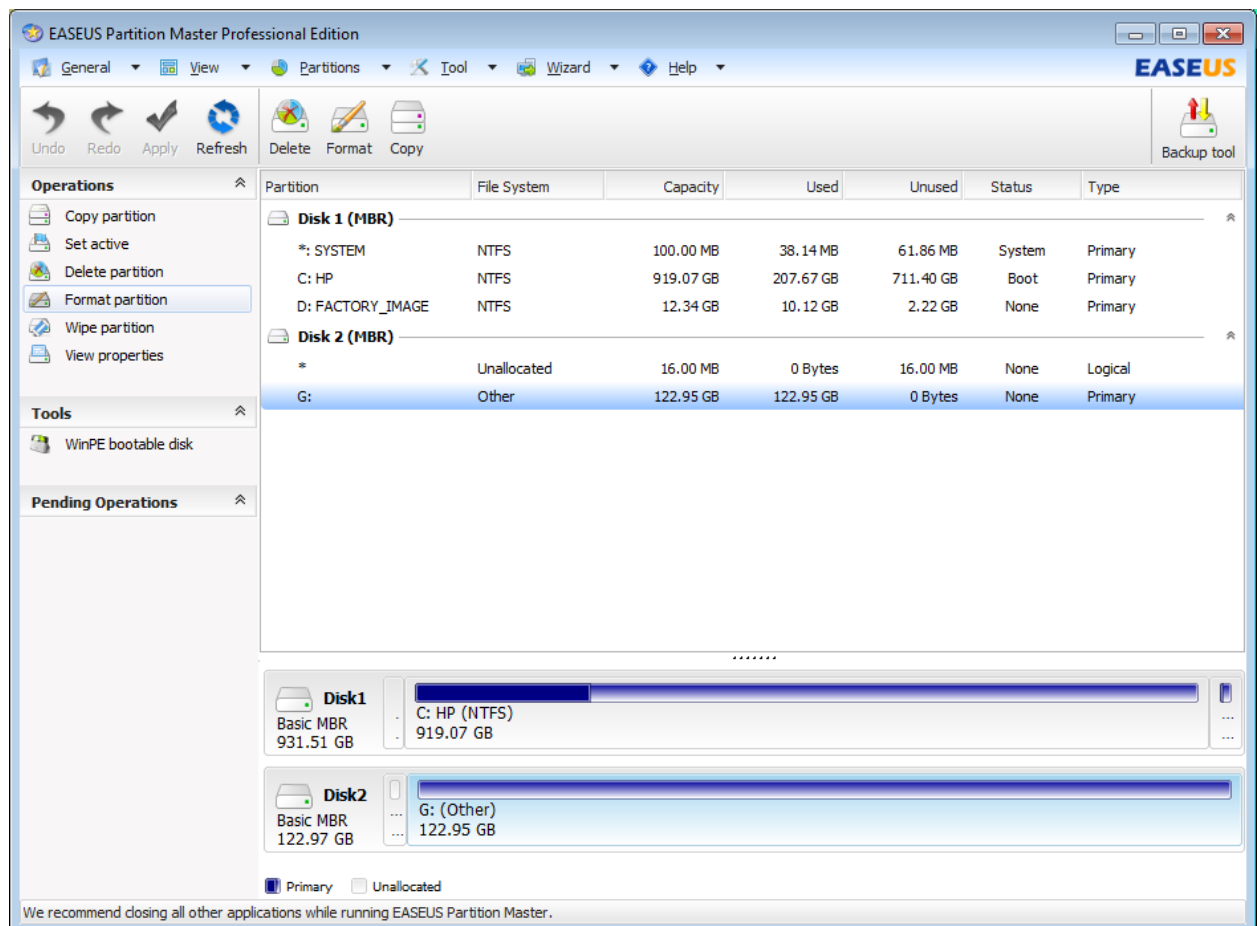 EASEUS Partition Master Professional Edition
General View Partitions Tool Wizard Help EASEUS
Undo Redo Apply Refresh Delete Format Copy Backup tool
Operations
Copy partition
Set active
Delete partition
Format partition
Wipe partition
View properties
Tools
WinPE bootable disk
Pending Operations
Partition File System Capacity Used Unused Status Type
Disk 1 (MBR)
*: SYSTEM NTFS 100.00 MB 38.14 MB 61.86 MB System Primary
C: HP NTFS 919.07 GB 207.67 GB 711.40 GB Boot Primary
D: FACTORY_IMAGE NTFS 12.34 GB 10.12 GB 2.22 GB None Primary
Disk 2 (MBR)
* Unallocated 16.00 MB 0 Bytes 16.00 MB None Logical
G: Other 122.95 GB 122.95 GB 0 Bytes None Primary
Disk1
Basic MBR
931.51 GB
. .
C: HP (NTFS)
919.07 GB
...
...
Disk2
Basic MBR
122.97 GB
...
...
G: (Other)
122.95 GB
Primary Unallocated
We recommend closing all other applications while running EASEUS Partition Master.